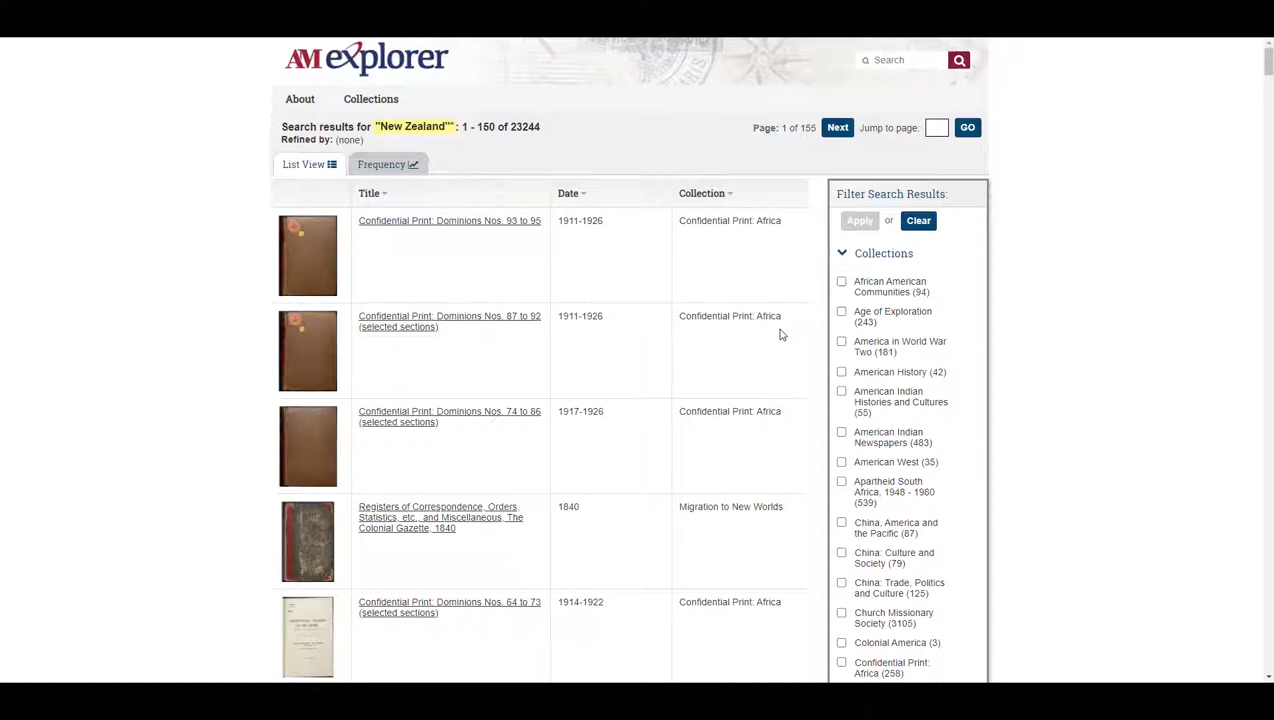 AM explorer
Search
About Collections
Search results for "New Zealand"" : 1 - 150 of 23244
Page: 1 of 155 Next Jump to page: GO
Refined by: (none)
List View Frequency
Title Date Collection
Confidential Print: Dominions Nos. 93 to 95 1911-1926 Confidential Print: Africa
Confidential Print: Dominions Nos. 87 to 92 1911-1926 Confidential Print: Africa
(selected sections)
Confidential Print: Dominions Nos. 74 to 86 1917-1926 Confidential Print: Africa
(selected sections)
Registers of Correspondence, Orders, 1840 Migration to New Worlds
Statistics, etc., and Miscellaneous, The
Colonial Gazette, 1840
Confidential Print: Dominions Nos. 64 to 73 1914-1922 Confidential Print: Africa
(selected sections)
Filter Search Results:
Apply or Clear
Collections
African American
Communities (94)
Age of Exploration
(243)
America in World War
Two (181)
American History (42)
American Indian
Histories and Cultures
(55)
American Indian
Newspapers (483)
American West (35)
Apartheid South
Africa, 1948 - 1980
(539)
China, America and
the Pacific (87)
China: Culture and
Society (79)
China: Trade, Politics
and Culture (125)
Church Missionary
Society (3105)
Colonial America (3)
Confidential Print:
Africa (258)